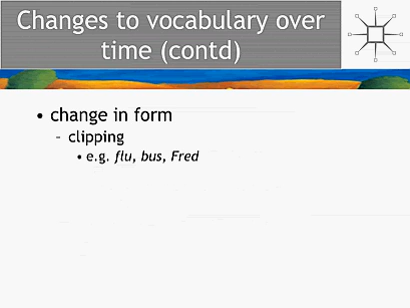 Changes to vocabulary over
time (contd)
• change in form
– clipping
• e.g. flu, bus, Fred